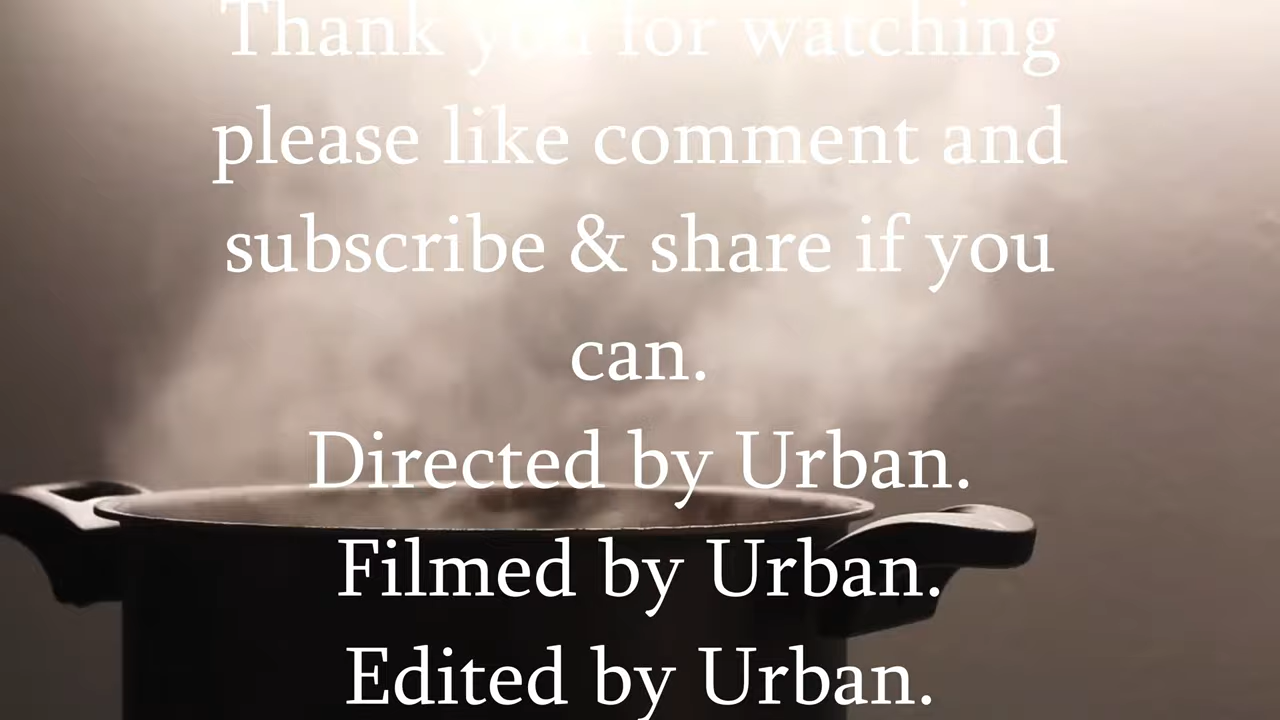 Thank you for watching
please like comment and
subscribe & share if you
can.
Directed by Urban.
Filmed by Urban.
Edited by Urban.